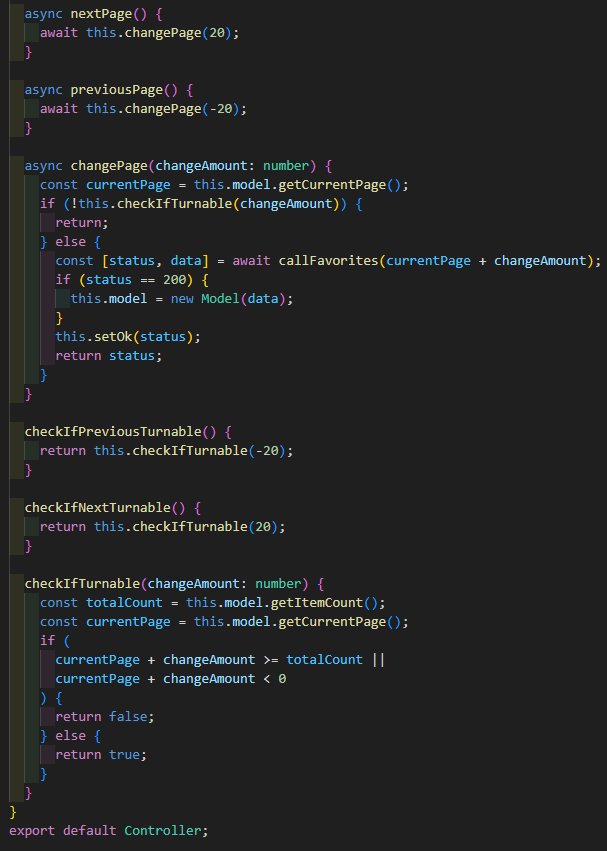 async nextPage() {
await this.changePage(20);
}
async previousPage() {
await this.changePage(-20);
}
async changePage(changeAmount: number) {
const currentPage = this.model.getCurrentPage();
if (!this.checkIfTurnable(changeAmount)) {
return;
} else {
const [status, data] = await callFavorites(currentPage + changeAmount);
if (status == 200) {
this.model = new Model(data);
}
this.setOk(status);
return status;
}
}
checkIfPreviousTurnable() {
return this.checkIfTurnable(-20);
}
checkIfNextTurnable() {
return this.checkIfTurnable(20);
}
checkIfTurnable(changeAmount: number) {
const totalCount = this.model.getItemCount();
const currentPage = this.model.getCurrentPage();
if (
currentPage + changeAmount >= totalCount ||
currentPage + changeAmount < 0
) {
return false;
} else {
return true;
}
}
}
export default Controller;